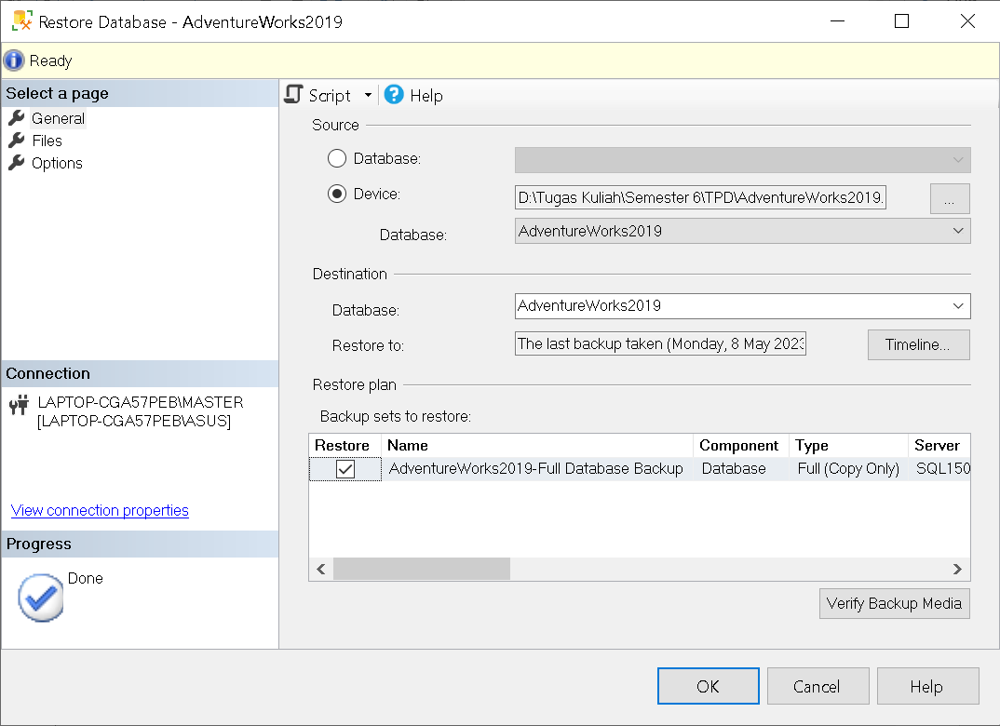 Restore Database - AdventureWorks2019
Ready
Select a page
General
Files
Options
Connection
LAPTOP-CGA57PEB\MASTER
[LAPTOP-CGA57PEB\ASUS]
View connection properties
Progress
Done
Script
Help
Source
Database:
Device:
D:\Tugas Kuliah\Semester 6\TPD\AdventureWorks2019.
...
Database:
AdventureWorks2019
Destination
Database:
AdventureWorks2019
Restore to:
The last backup taken (Monday, 8 May 2023
Timeline...
Restore plan
Backup sets to restore:
Restore Name Component Type Server
AdventureWorks2019-Full Database Backup Database Full (Copy Only) SQL150
Verify Backup Media
OK Cancel Help